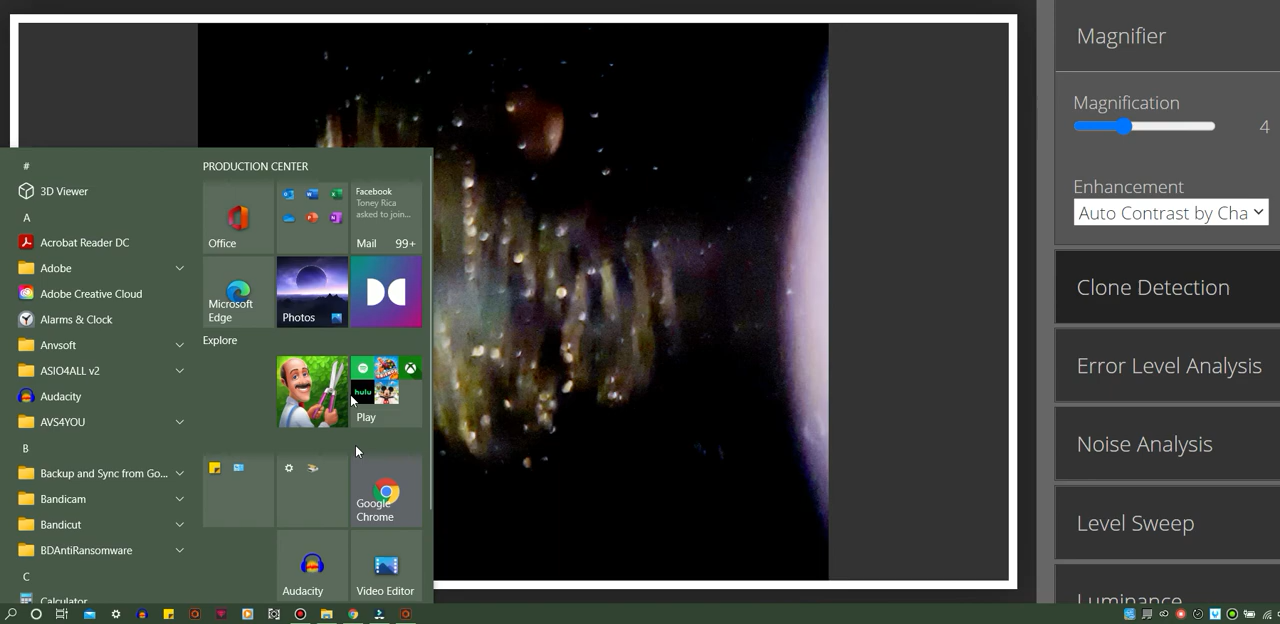 #
3D Viewer
A
Acrobat Reader DC
Adobe
Adobe Creative Cloud
Alarms & Clock
Anvsoft
ASIO4ALL v2
Audacity
AVS4YOU
B
Backup and Sync from Go...
Bandicam
Bandicut
BDAntiRansomware
C
Calculator
PRODUCTION CENTER
Office
Facebook
Toney Rica
asked to join...
Mail 99+
Microsoft
Edge
Photos
Explore
hulu
Play
Google
Chrome
Audacity
Video Editor
Magnifier
Magnification
4
Enhancement
Auto Contrast by Cha
Clone Detection
Error Level Analysis
Noise Analysis
Level Sweep
Luminance